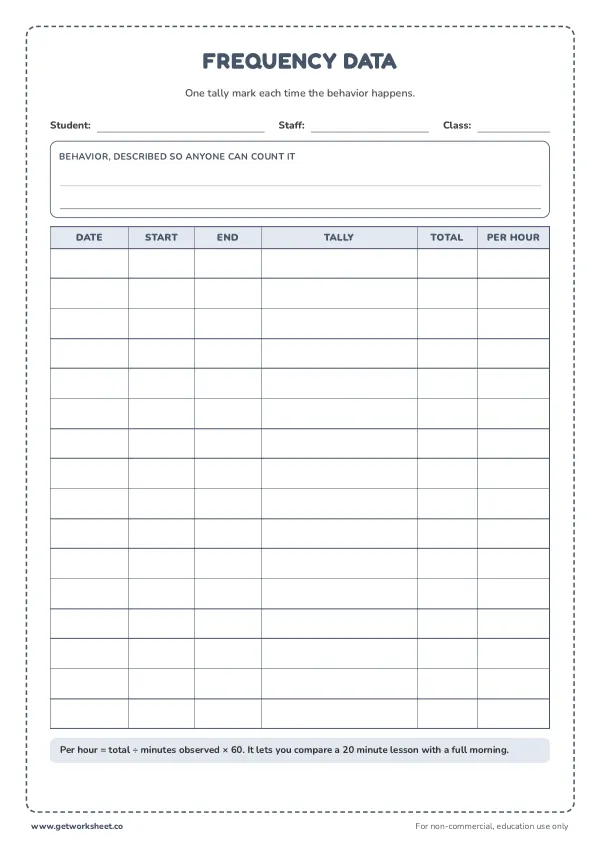 FREQUENCY DATA
One tally mark each time the behavior happens.
Student: Staff: Class:
BEHAVIOR, DESCRIBED SO ANYONE CAN COUNT IT
DATE START END TALLY TOTAL PER HOUR
Per hour = total ÷ minutes observed × 60. It lets you compare a 20 minute lesson with a full morning.
www.getworksheet.co For non-commercial, education use only